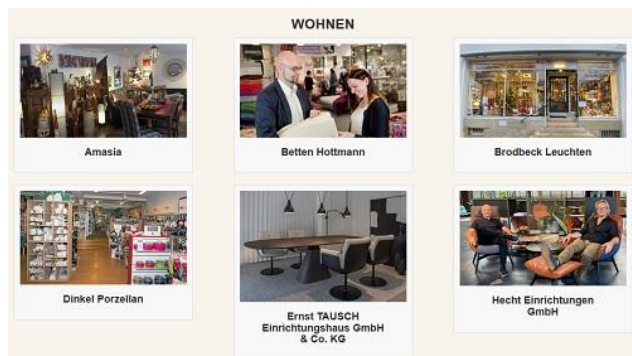 WOHNEN
Amasia
Betten Hottmann
Brodbeck Leuchten
Dinkel Porzellan
Ernst TAUSCH
Einrichtungshaus GmbH
& Co. KG
Hecht Einrichtungen
GmbH